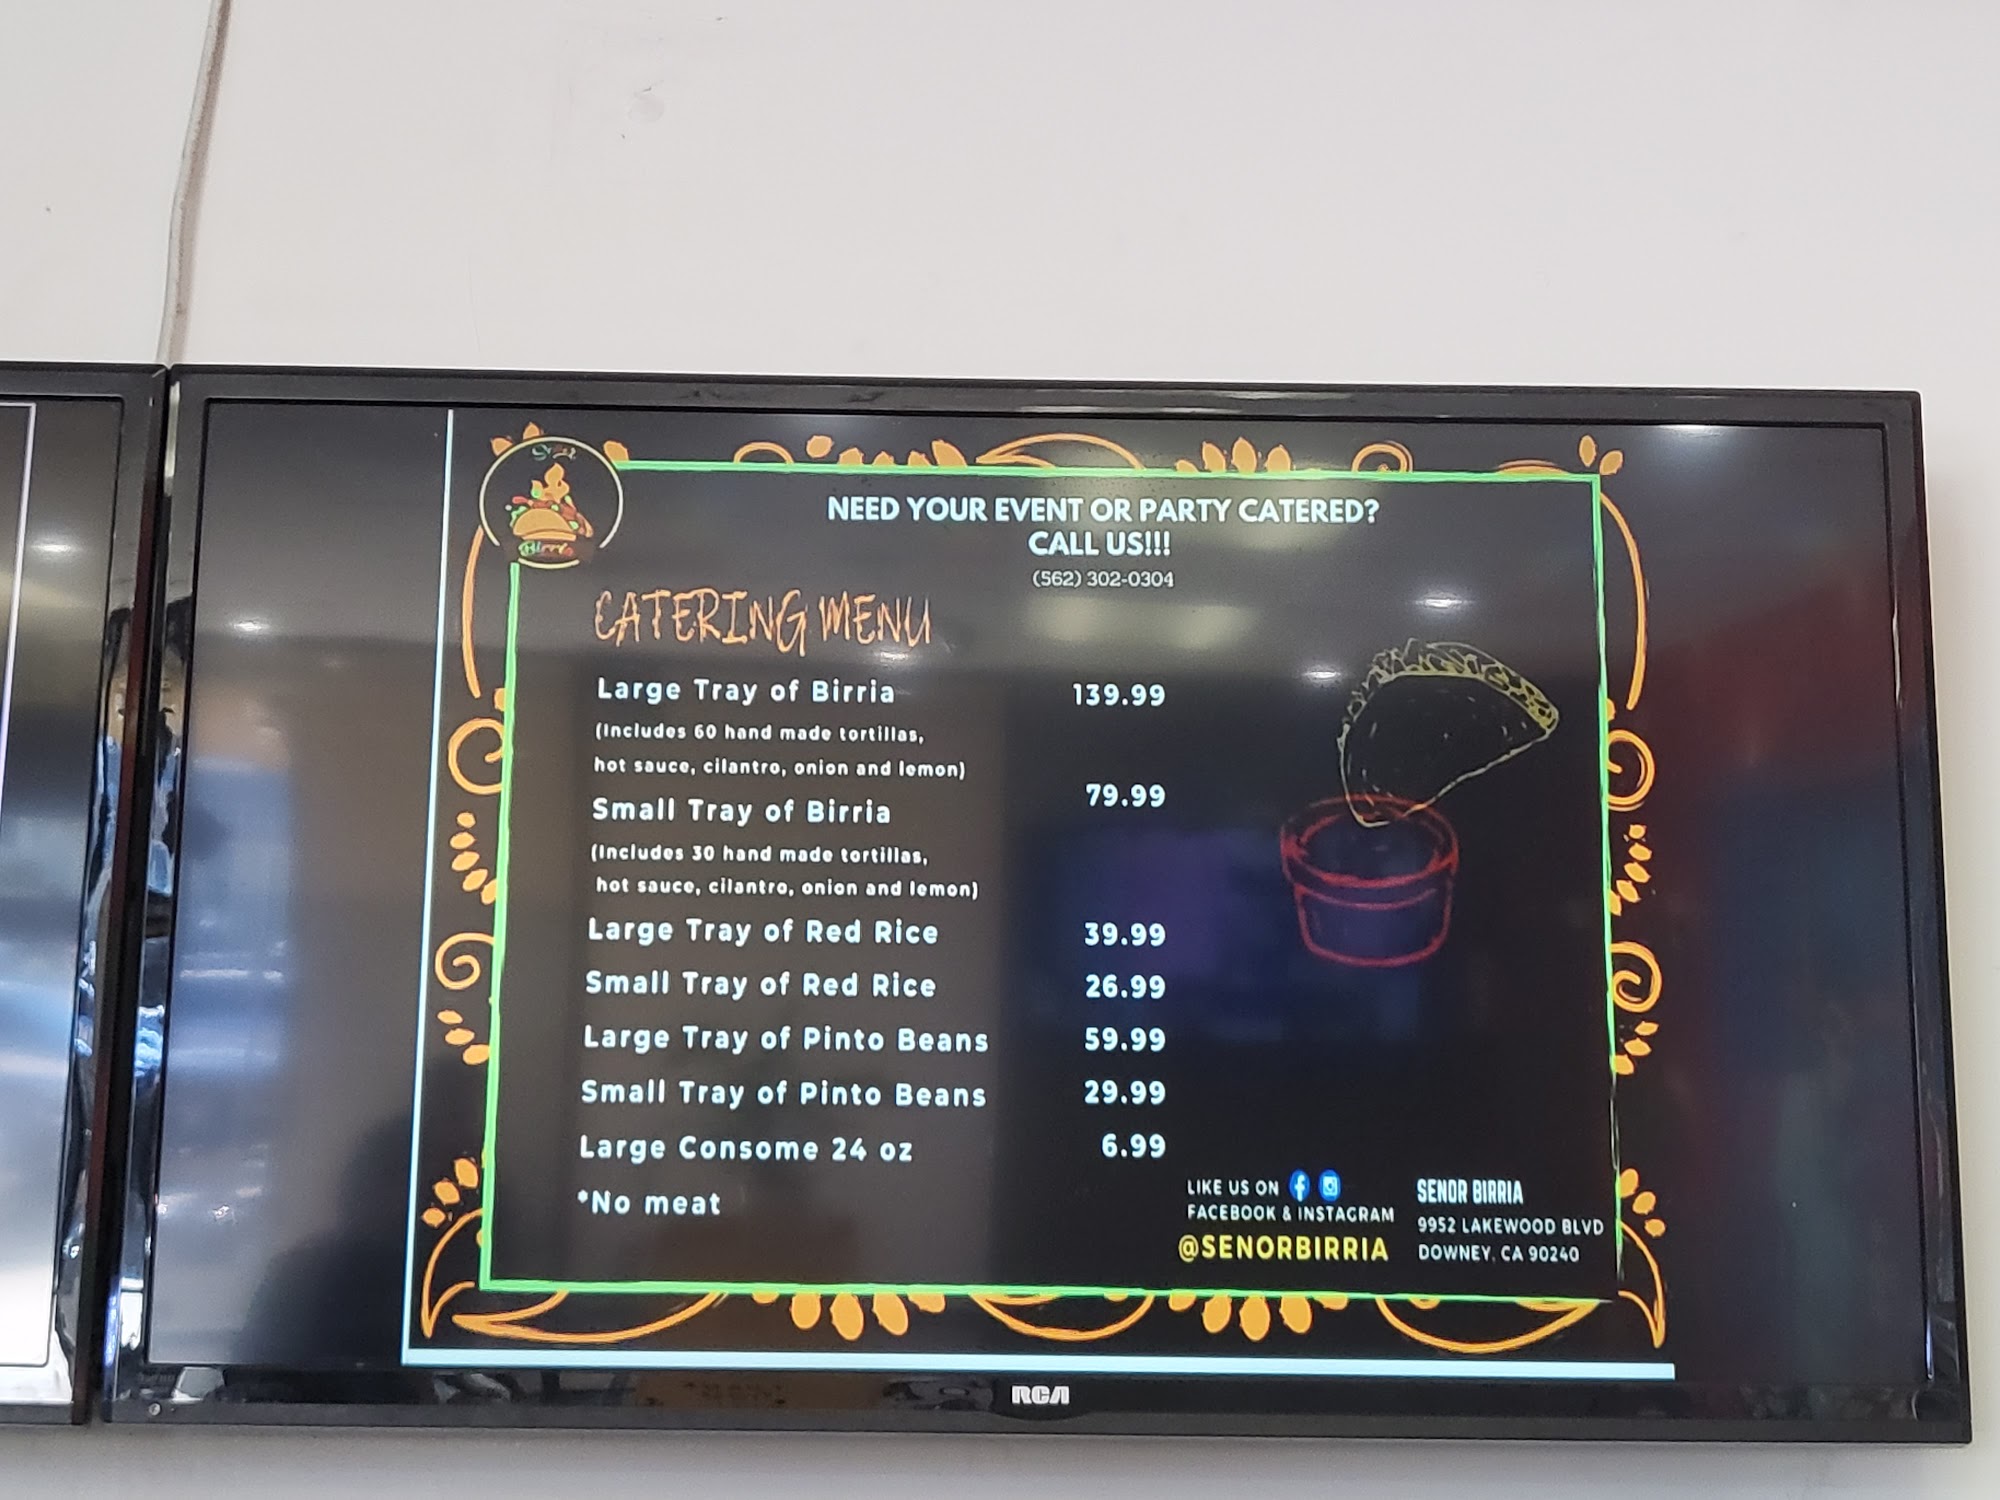 Señor
Birria
NEED YOUR EVENT OR PARTY CATERED?
CALL US!!!
(562) 302-0304
CATERING MENU
Large Tray of Birria 139.99
(Includes 60 hand made tortillas,
hot sauce, cilantro, onion and lemon)
Small Tray of Birria 79.99
(Includes 30 hand made tortillas,
hot sauce, cilantro, onion and lemon)
Large Tray of Red Rice 39.99
Small Tray of Red Rice 26.99
Large Tray of Pinto Beans 59.99
Small Tray of Pinto Beans 29.99
Large Consome 24 oz 6.99
*No meat
LIKE US ON
FACEBOOK & INSTAGRAM
@SENORBIRRIA
SENOR BIRRIA
9952 LAKEWOOD BLVD
DOWNEY, CA 90240
RCA